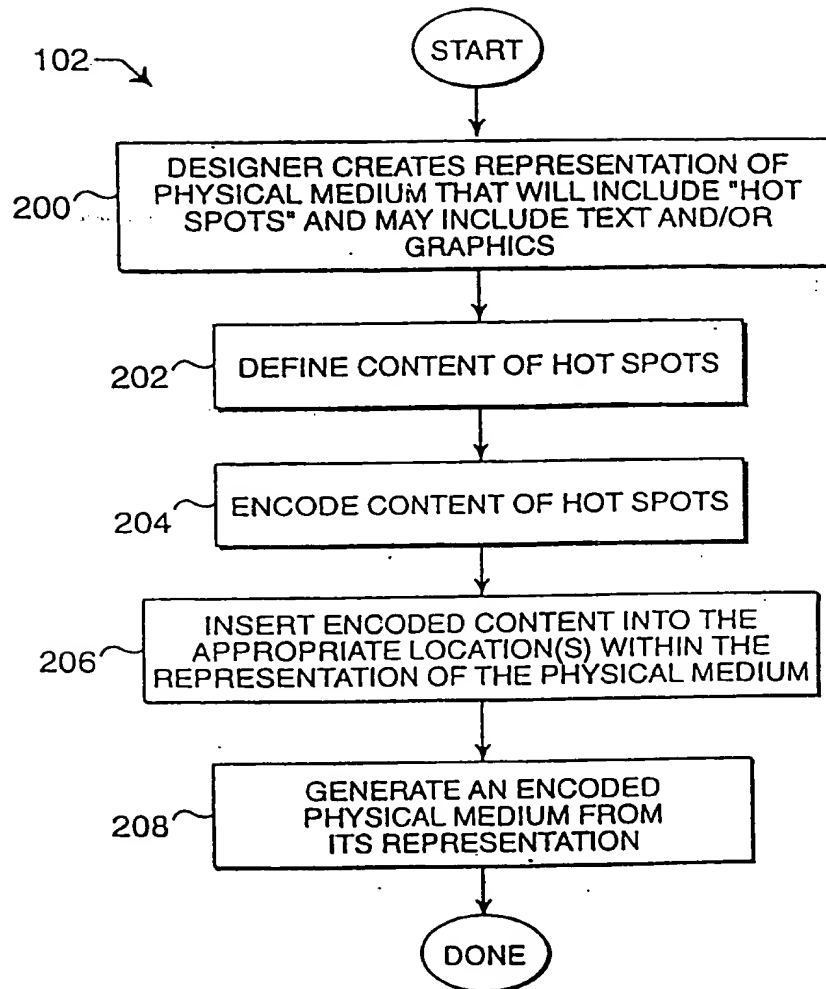 START
102
DESIGNER CREATES REPRESENTATION OF
PHYSICAL MEDIUM THAT WILL INCLUDE "HOT
SPOTS" AND MAY INCLUDE TEXT AND/OR
GRAPHICS
200
DEFINE CONTENT OF HOT SPOTS
202
ENCODE CONTENT OF HOT SPOTS
204
INSERT ENCODED CONTENT INTO THE
APPROPRIATE LOCATION(S) WITHIN THE
REPRESENTATION OF THE PHYSICAL MEDIUM
206
GENERATE AN ENCODED
PHYSICAL MEDIUM FROM
ITS REPRESENTATION
208
DONE